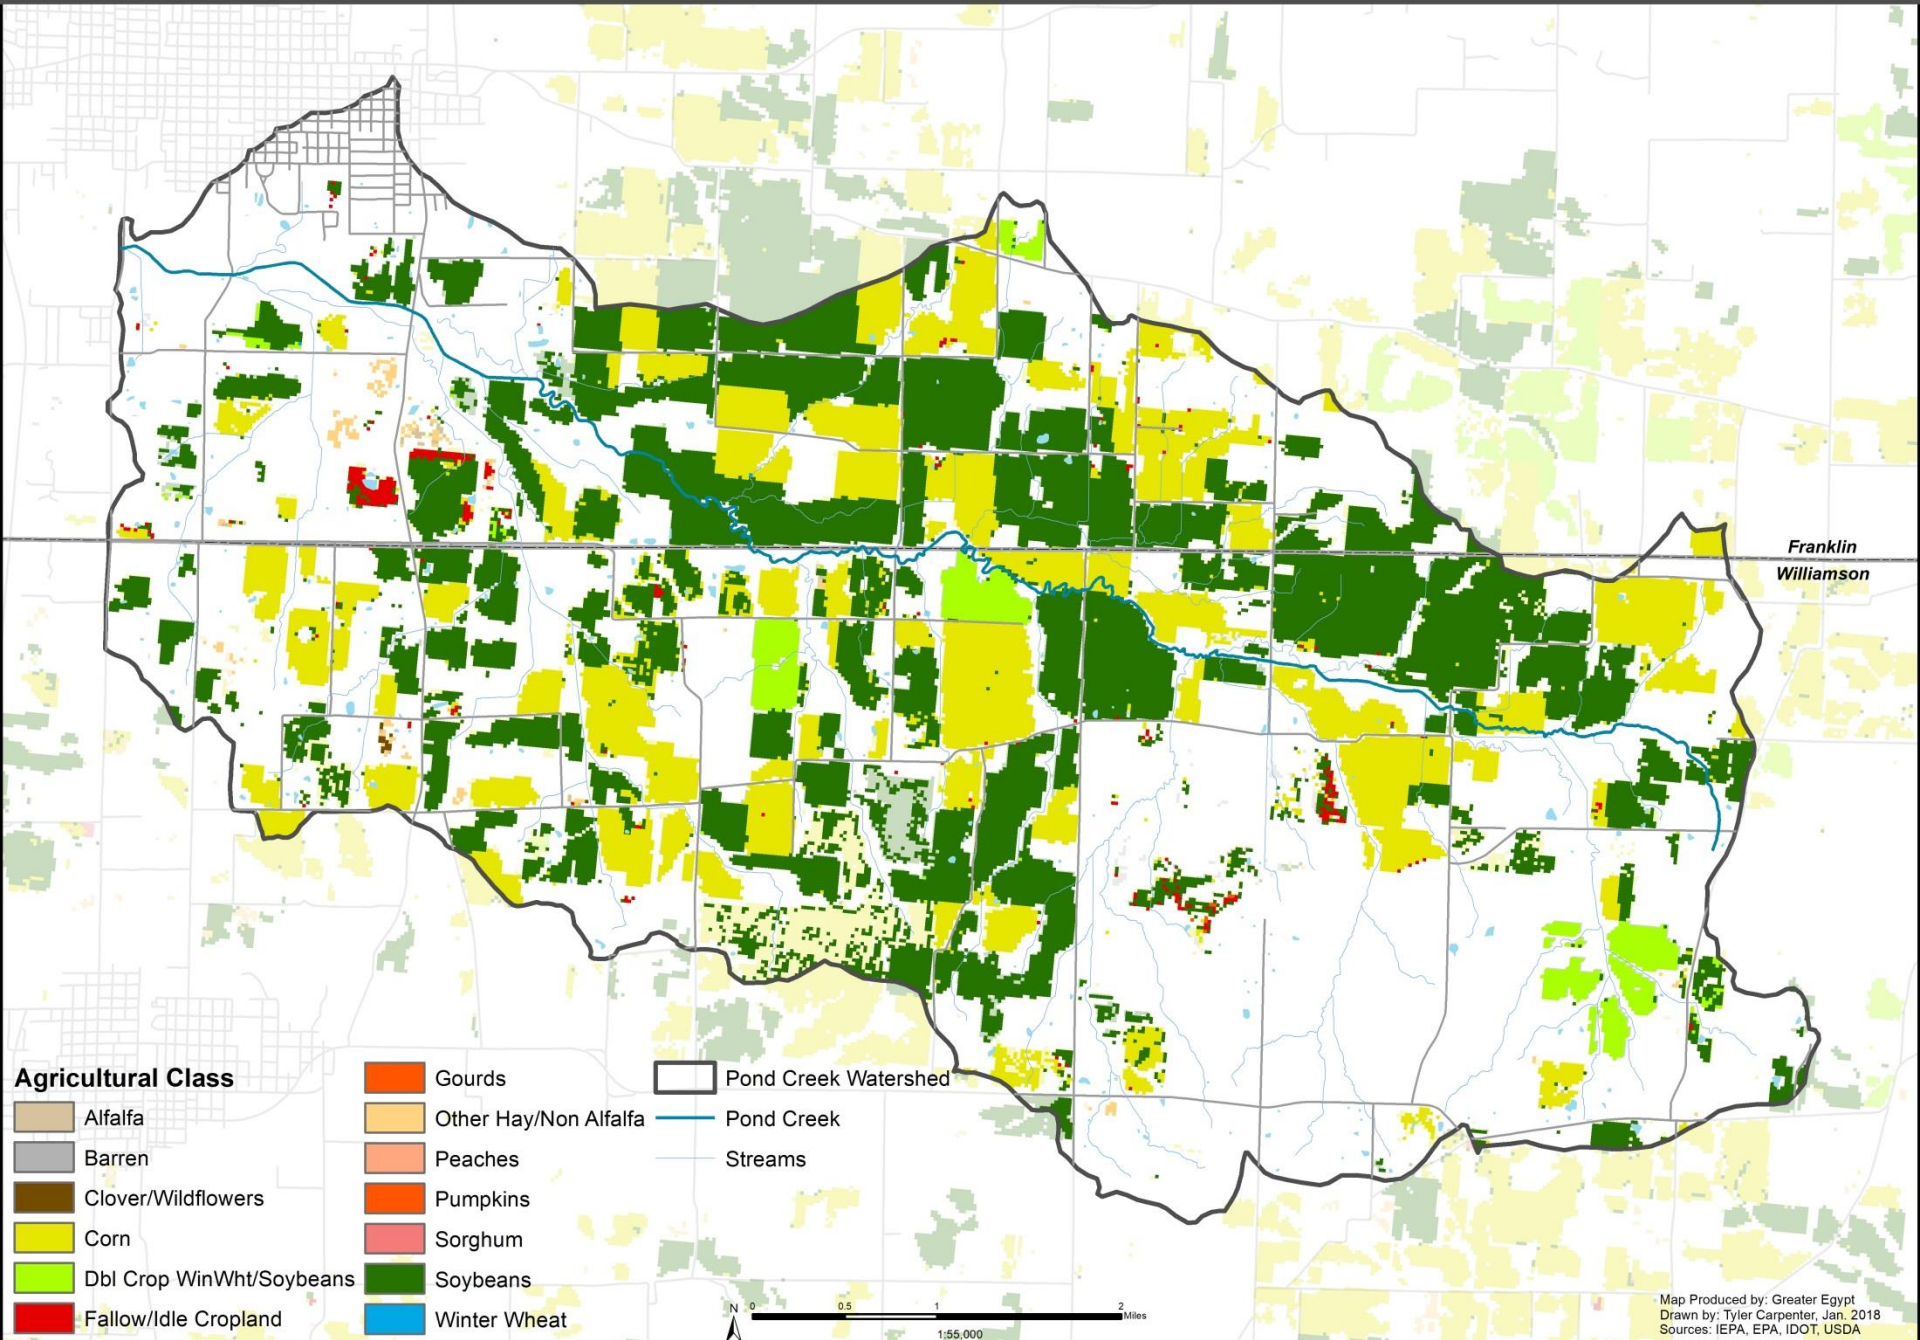 Franklin
Williamson
Agricultural Class
Alfalfa
Barren
Clover/Wildflowers
Corn
Dbl Crop WinWht/Soybeans
Fallow/Idle Cropland
Gourds
Other Hay/Non Alfalfa
Peaches
Pumpkins
Sorghum
Soybeans
Winter Wheat
Pond Creek Watershed
Pond Creek
Streams
N
0 0.5 1 2
Miles
1:55,000
Map Produced by: Greater Egypt
Drawn by: Tyler Carpenter, Jan. 2018
Sources: IEPA, EPA, IDOT, USDA